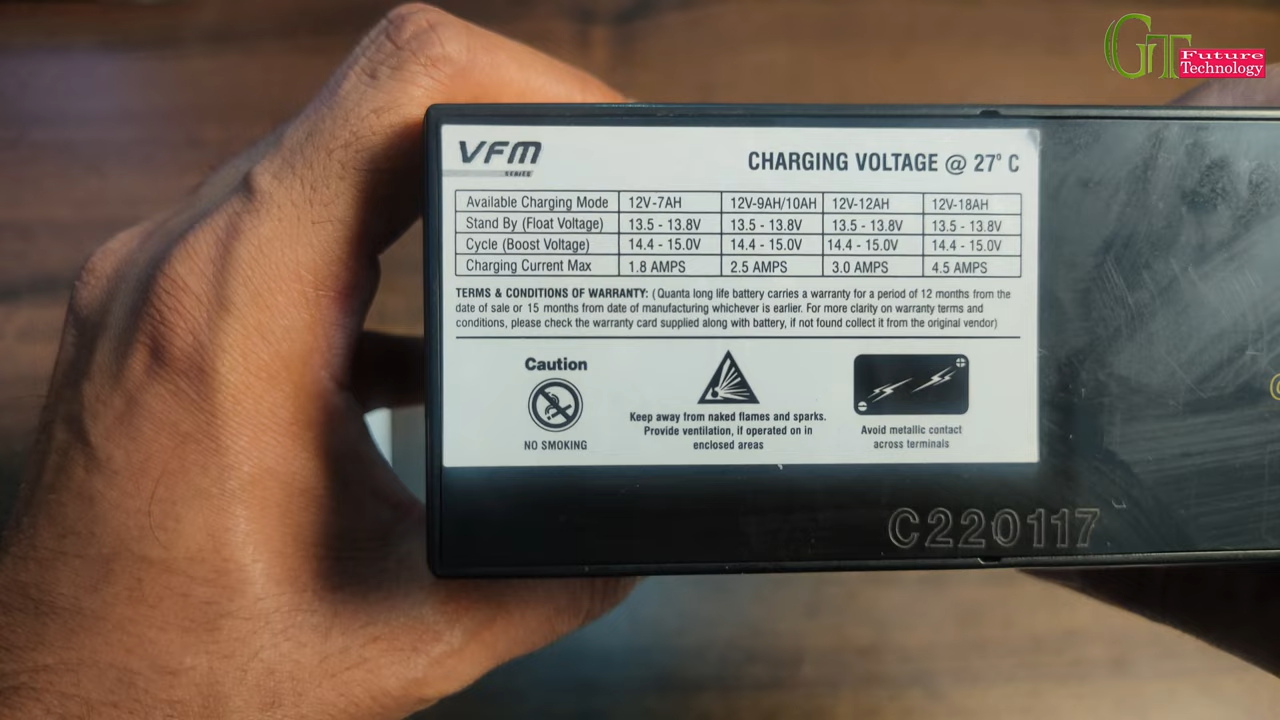 GT Future
Technology
VFM
SERIES
CHARGING VOLTAGE @ 27° C
Available Charging Mode 12V-7AH 12V-9AH/10AH 12V-12AH 12V-18AH
Stand By (Float Voltage) 13.5 - 13.8V 13.5 - 13.8V 13.5 - 13.8V 13.5 - 13.8V
Cycle (Boost Voltage) 14.4 - 15.0V 14.4 - 15.0V 14.4 - 15.0V 14.4 - 15.0V
Charging Current Max 1.8 AMPS 2.5 AMPS 3.0 AMPS 4.5 AMPS
TERMS & CONDITIONS OF WARRANTY: ( Quanta long life battery carries a warranty for a period of 12 months from the
date of sale or 15 months from date of manufacturing whichever is earlier. For more clarity on warranty terms and
conditions, please check the warranty card supplied along with battery, if not found collect it from the original vendor)
Caution
NO SMOKING
Keep away from naked flames and sparks.
Provide ventilation, if operated on in
enclosed areas
Avoid metallic contact
across terminals
C220117